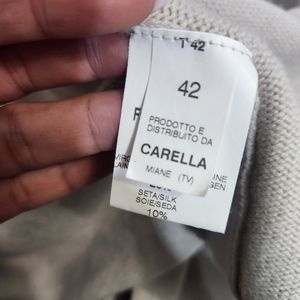 T 42
42
PRODOTTO E
DISTRIBUITO DA
CARELLA
MIANE (TV)
SETA/SILK
SOIE/SEDA
10%